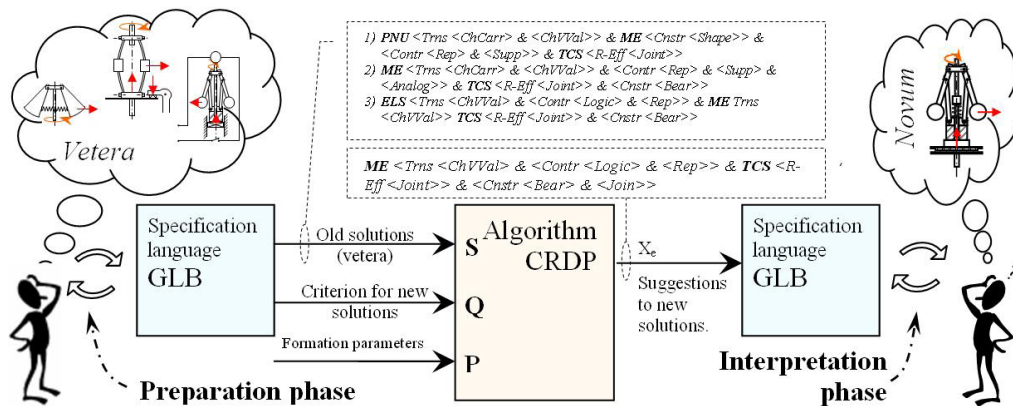 1) PNU <Trns <ChCarr> & <ChVVal>> & ME <Cnstr <Shape>> &
<Contr <Rep> & <Supp>> & TCS <R-Eff <Joint>>
2) ME <Trns <ChCarr> & <ChVVal> & <Contr <Rep> & <Supp> &
<Analog>> & TCS <R-Eff <Joint>> & <Cnstr <Bear>>
3) ELS <Trns <ChVVal> & <Contr <Logic> & <Rep>> & ME Trns
<ChVVal>> TCS <R-Eff <Joint>> & <Cnstr <Bear>>
ME <Trns <ChVVal> & <Contr <Logic> & <Rep>> & TCS <R-
Eff <Joint>> & <Cnstr <Bear> & <Join>>
Vetera
Novum
Specification
language
GLB
Old solutions
(vetera)
Criterion for new
solutions
Formation parameters
S
Q
P
Algorithm
CRDP
Xe
Suggestions
to new
solutions.
Specification
language
GLB
Preparation phase
Interpretation
phase